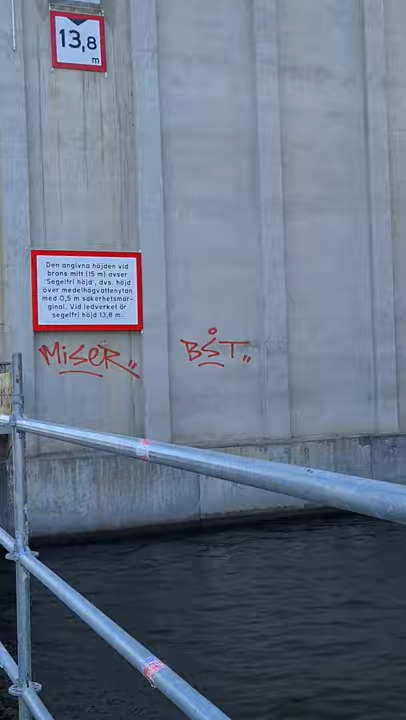 13,8
m
Den angivna höjden vid
brons mitt (15 m) avser
"Segelfri höjd", dvs. höjd
över medelhögvattenytan
med 0,5 m säkerhetsmar-
ginal. Vid ledverket är
segelfri höjd 13,8 m.
MiSER
BST